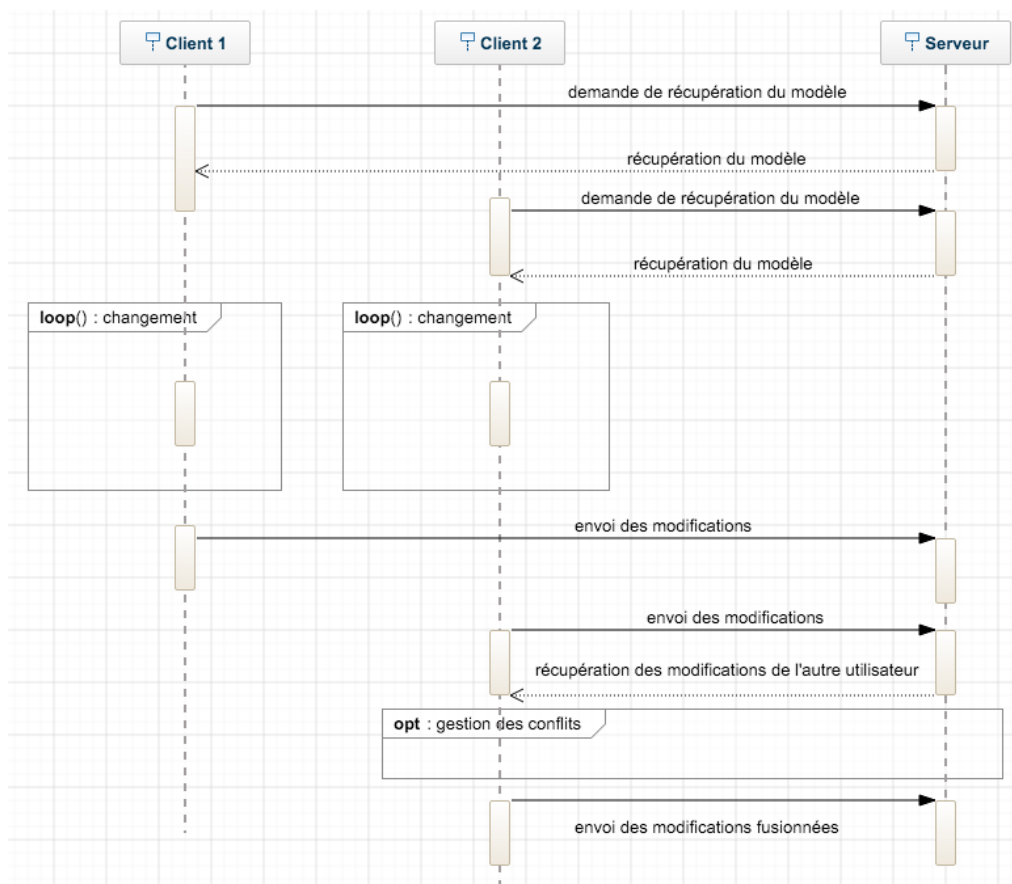 Client 1
Client 2
Serveur
demande de récupération du modèle
récupération du modèle
demande de récupération du modèle
récupération du modèle
loop() : changement
loop() : changement
envoi des modifications
envoi des modifications
récupération des modifications de l'autre utilisateur
opt : gestion des conflits
envoi des modifications fusionnées